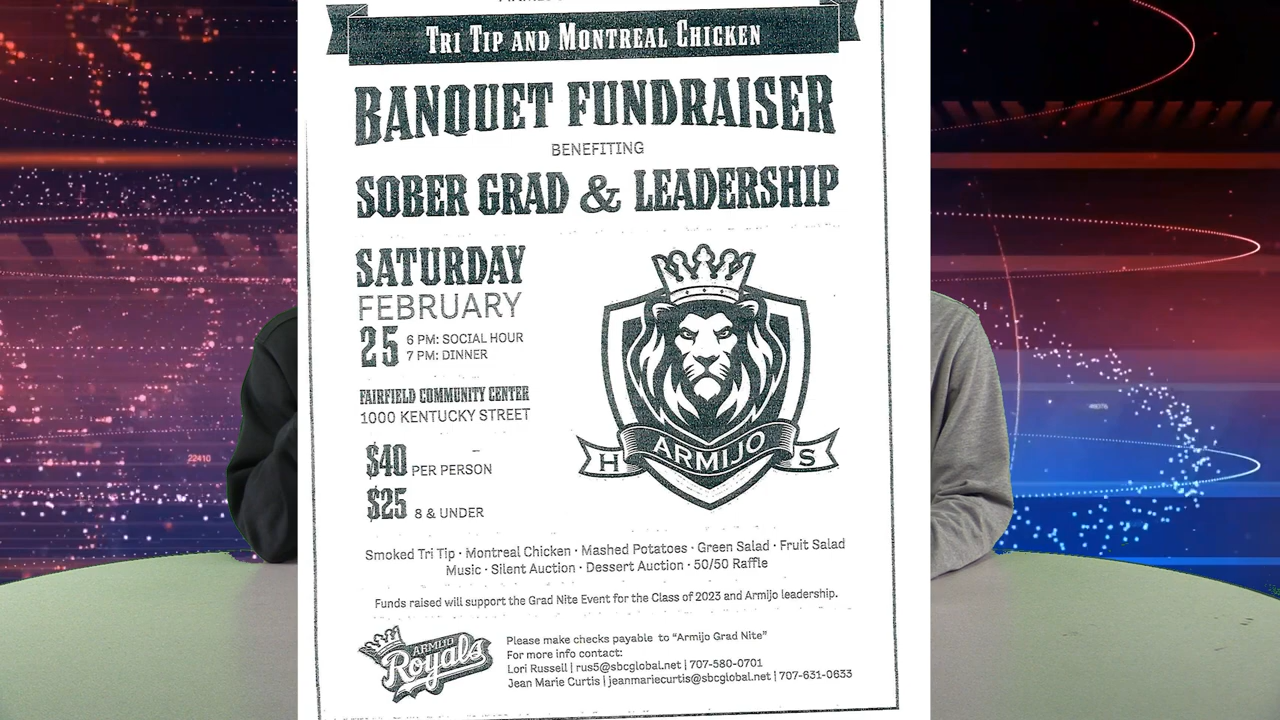 TRI TIP AND MONTREAL CHICKEN
BANQUET FUNDRAISER
BENEFITING
SOBER GRAD & LEADERSHIP
SATURDAY
FEBRUARY
25 6 PM: SOCIAL HOUR
7 PM: DINNER
FAIRFIELD COMMUNITY CENTER
1000 KENTUCKY STREET
$40 PER PERSON
$25 8 & UNDER
H ARMIJO S
Smoked Tri Tip · Montreal Chicken · Mashed Potatoes · Green Salad · Fruit Salad
Music · Silent Auction · Dessert Auction · 50/50 Raffle
Funds raised will support the Grad Nite Event for the Class of 2023 and Armijo leadership.
ARMIJO
Royals
Please make checks payable to “Armijo Grad Nite”
For more info contact:
Lori Russell | rus5@sbcglobal.net | 707-580-0701
Jean Marie Curtis | jeanmariecurtis@sbcglobal.net | 707-631-0633
2410